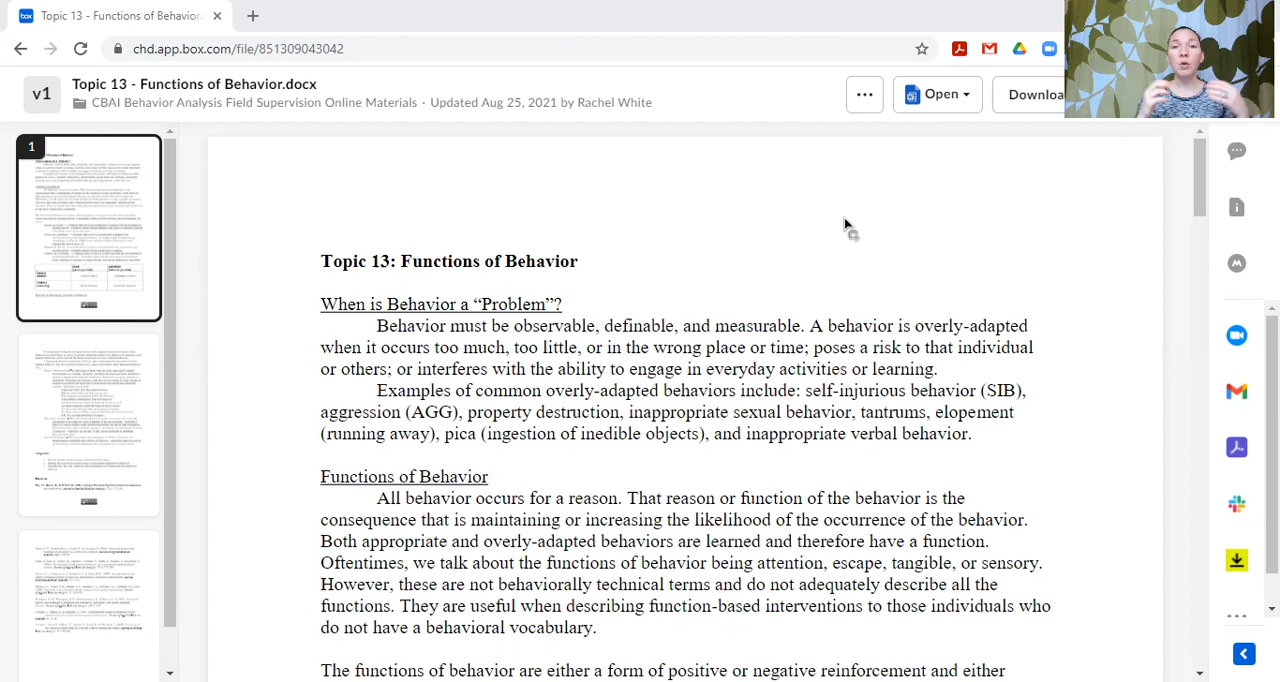 box Topic 13 - Functions of Behavior.
chd.app.box.com/file/851309043042
v1
Topic 13 - Functions of Behavior.docx
CBAI Behavior Analysis Field Supervision Online Materials · Updated Aug 25, 2021 by Rachel White
Open
Downloa
1
Topic 13: Functions of Behavior
When is Behavior a “Problem”?
Behavior must be observable, definable, and measurable. A behavior is overly-adapted
when it occurs too much, too little, or in the wrong place or time; poses a risk to that individual
or others; or interferes with the ability to engage in everyday activities or learning.
Examples of common overly-adapted behaviors include self-injurious behavior (SIB),
aggression (AGG), property destruction, inappropriate sexual behavior, tantrums, elopement
(running away), pica (ingestion of inedible objects), and inappropriate verbal behavior.
Functions of Behavior
All behavior occurs for a reason. That reason or function of the behavior is the
consequence that is maintaining or increasing the likelihood of the occurrence of the behavior.
Both appropriate and overly-adapted behaviors are learned and therefore have a function.
Sometimes, we talk about the functions of behavior being attention, escape, tangible, or sensory.
However, these are not really technical terms and do not completely describe all the
functions. They are useful when describing function-based interventions to those individuals who
do not have a behavioral vocabulary.
The functions of behavior are either a form of positive or negative reinforcement and either